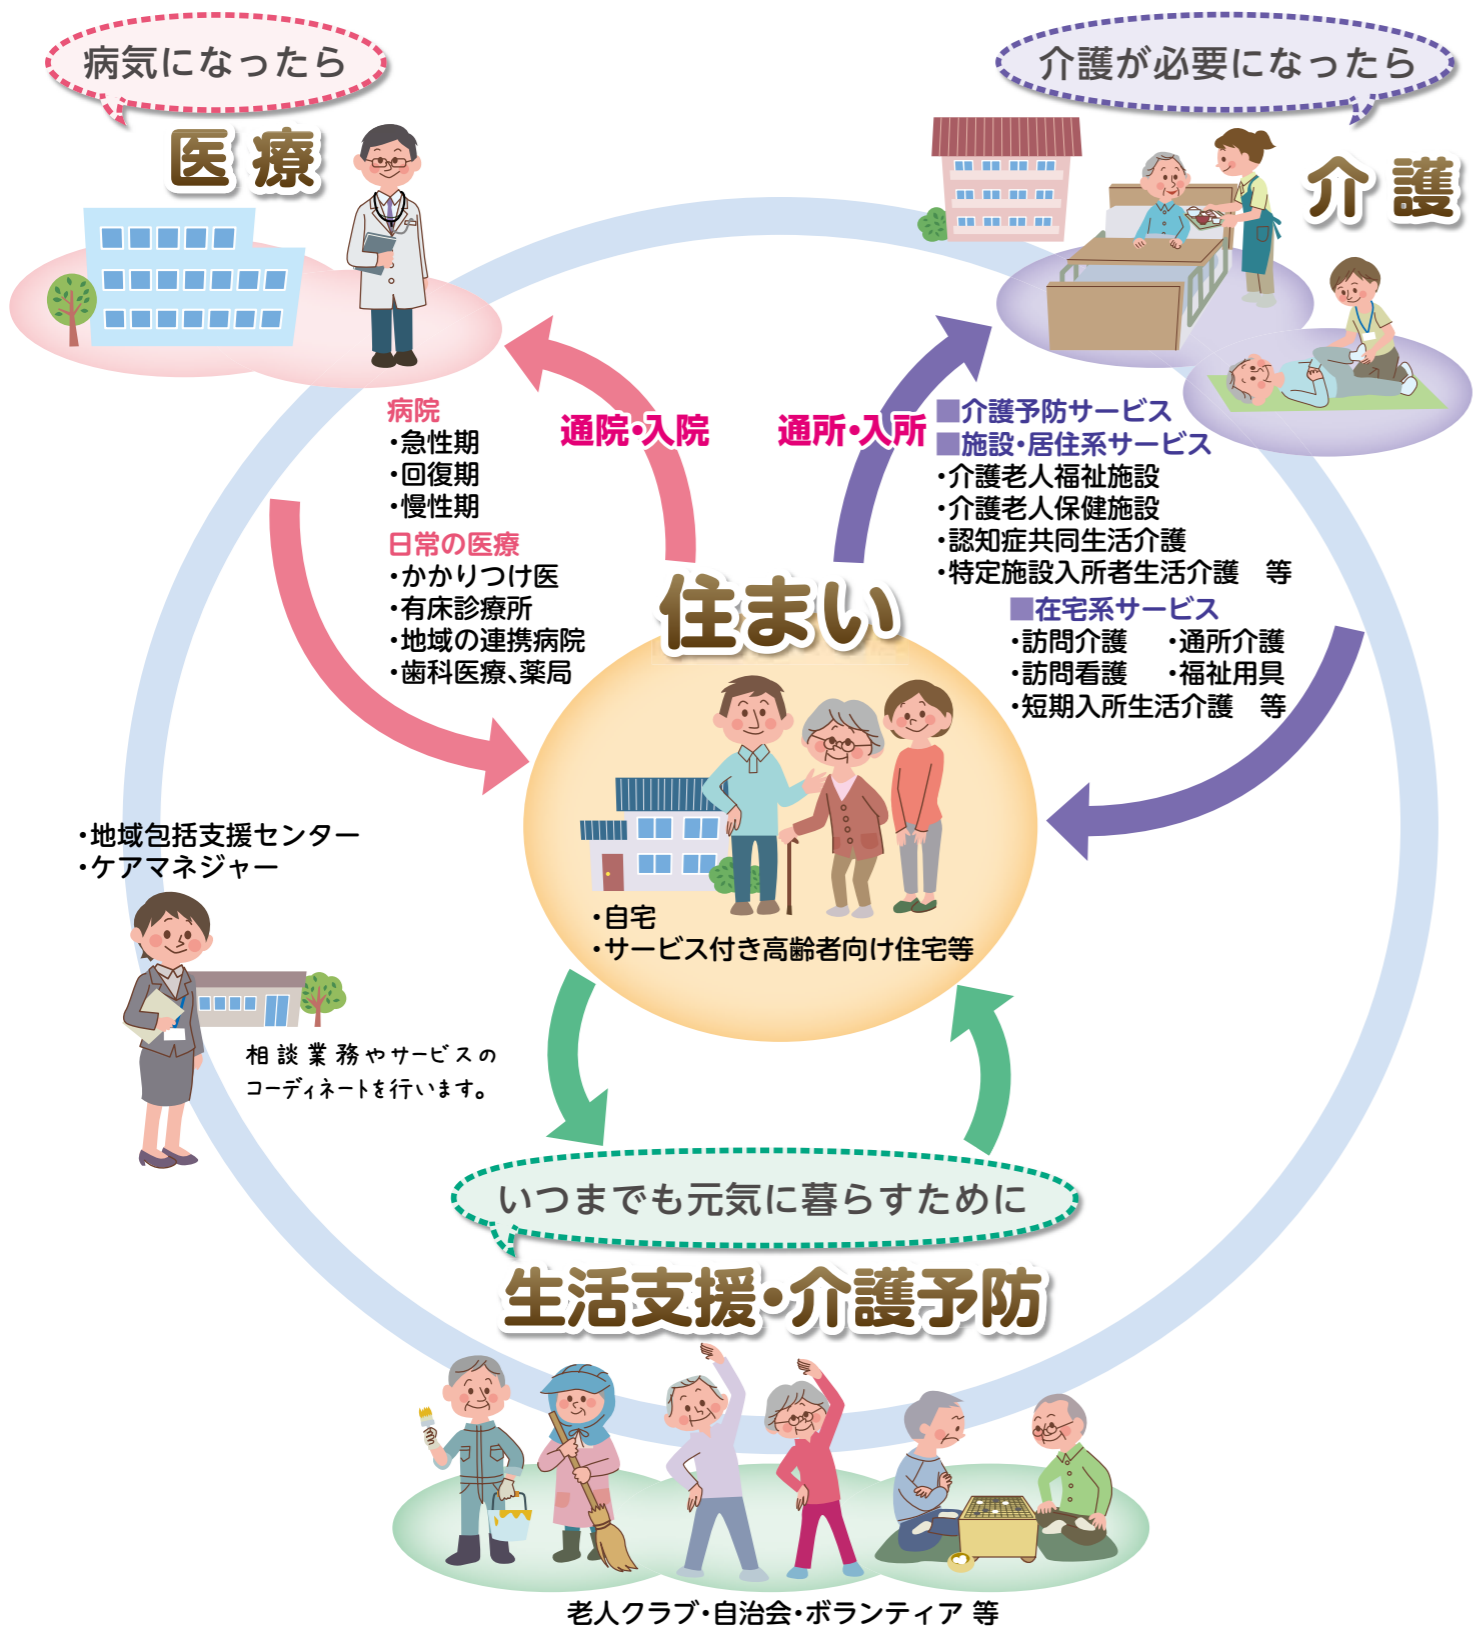 病気になったら
医療
介護が必要になったら
介護
病院
・急性期
・回復期
・慢性期
日常の医療
・かかりつけ医
・有床診療所
・地域の連携病院
・歯科医療、薬局
通院・入院
通所・入所
■介護予防サービス
■施設・居住系サービス
・介護老人福祉施設
・介護老人保健施設
・認知症共同生活介護
・特定施設入所者生活介護　等
■在宅系サービス
・訪問介護　・通所介護
・訪問看護　・福祉用具
・短期入所生活介護　等
住まい
・自宅
・サービス付き高齢者向け住宅等
・地域包括支援センター
・ケアマネジャー
相談業務やサービスの
コーディネートを行います。
いつまでも元気に暮らすために
生活支援・介護予防
老人クラブ・自治会・ボランティア 等